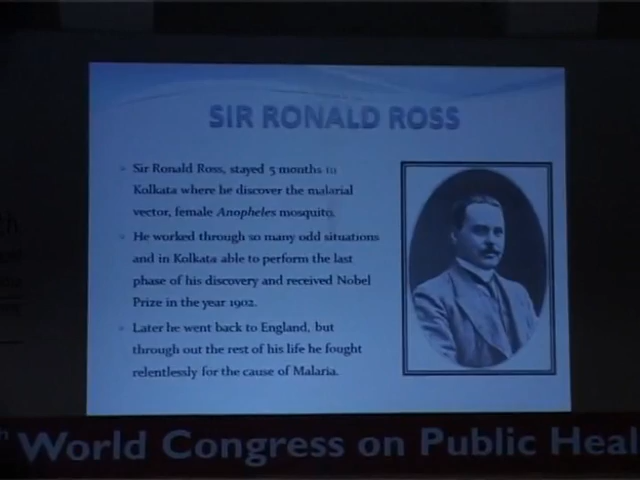 SIR RONALD ROSS
Sir Ronald Ross, stayed 5 months in
Kolkata where he discover the malarial
vector, female Anopheles mosquito.
He worked through so many odd situations
and in Kolkata able to perform the last
phase of his discovery and received Nobel
Prize in the year 1902.
Later he went back to England, but
through out the rest of his life he fought
relentlessly for the cause of Malaria.
World Congress on Public Heal